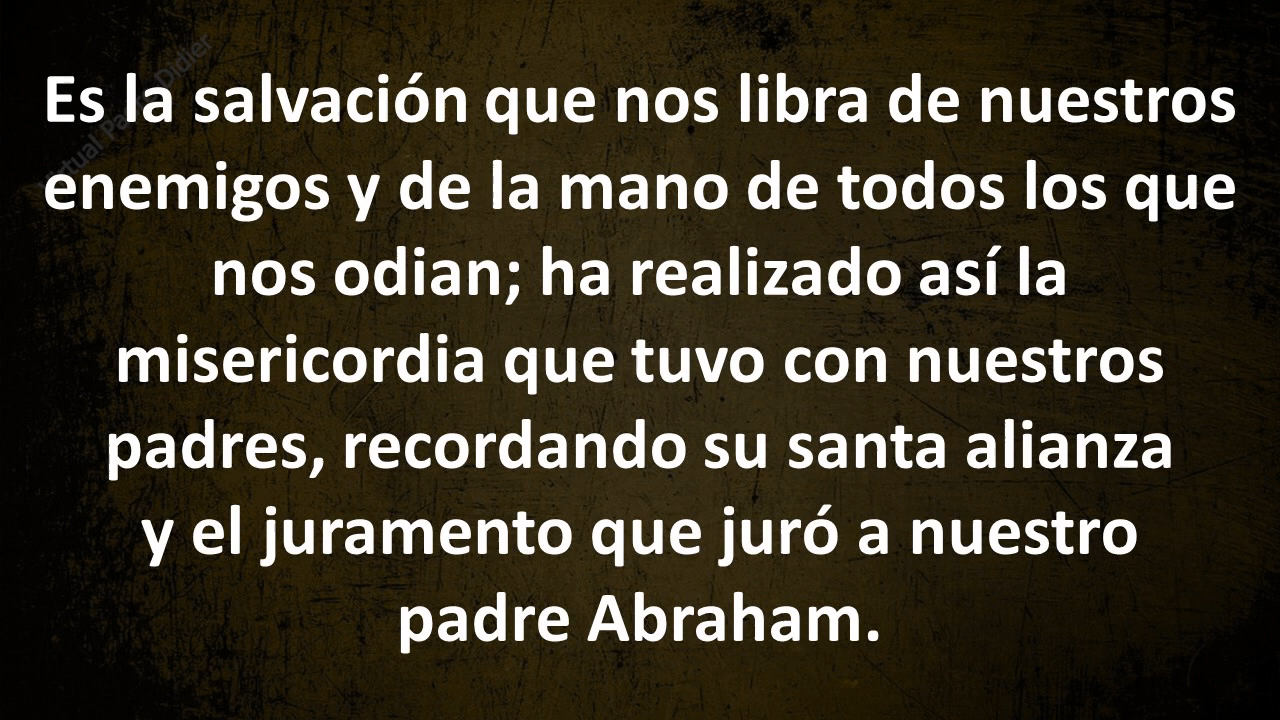 Es la salvación que nos libra de nuestros
enemigos y de la mano de todos los que
nos odian; ha realizado así la
misericordia que tuvo con nuestros
padres, recordando su santa alianza
y el juramento que juró a nuestro
padre Abraham.